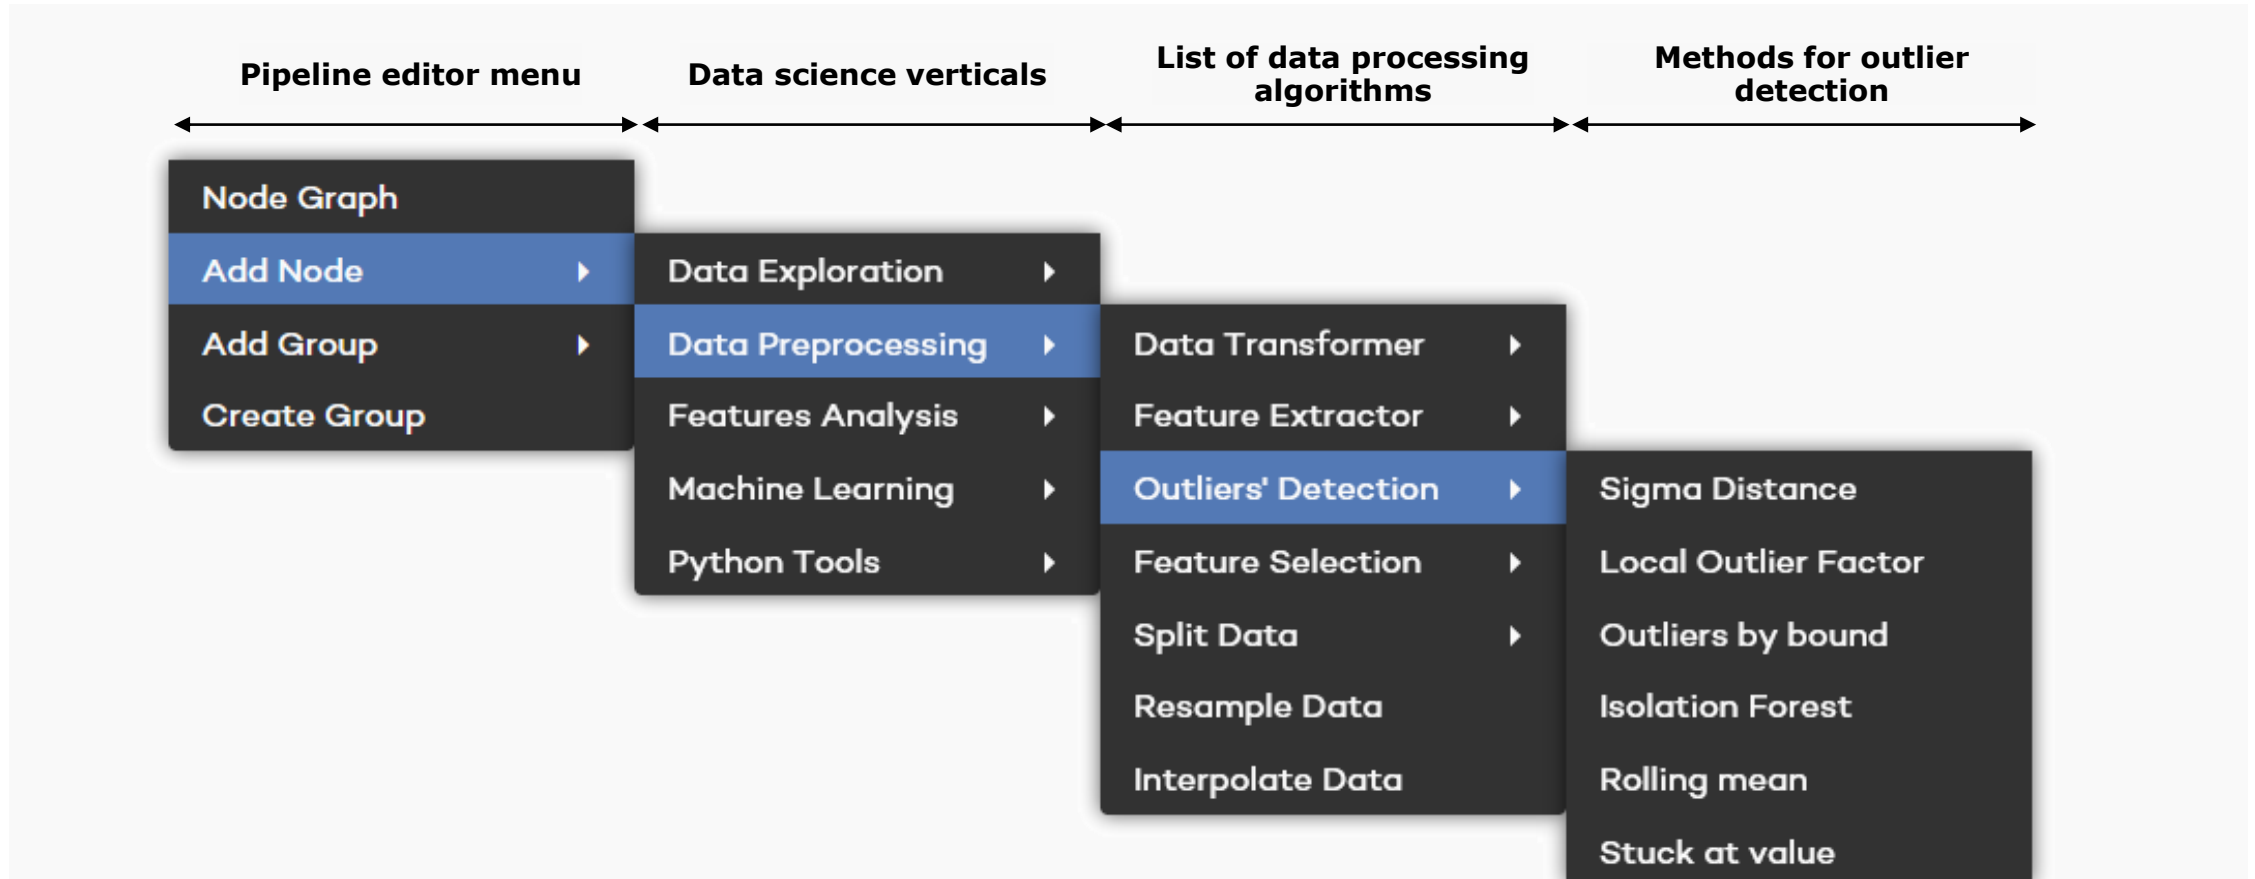 Pipeline editor menu
Data science verticals
List of data processing
algorithms
Methods for outlier
detection
Node Graph
Add Node
Add Group
Create Group
Data Exploration
Data Preprocessing
Features Analysis
Machine Learning
Python Tools
Data Transformer
Feature Extractor
Outliers' Detection
Feature Selection
Split Data
Resample Data
Interpolate Data
Sigma Distance
Local Outlier Factor
Outliers by bound
Isolation Forest
Rolling mean
Stuck at value